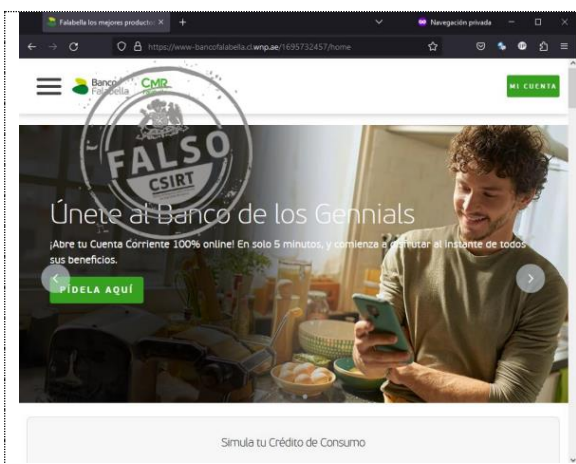 Falabella los mejores producto:
Navegación privada
https://www-bancofalabella.cl.wnp.ae/1695732457/home
Banco
Falabella
CMR
MI CUENTA
FALSO
CSIRT
Únete al Banco de los Gennials
¡Abre tu Cuenta Corriente 100% online! En solo 5 minutos, y comienza a disfrutar al instante de todos
sus beneficios.
PÍDELA AQUÍ
Simula tu Crédito de Consumo